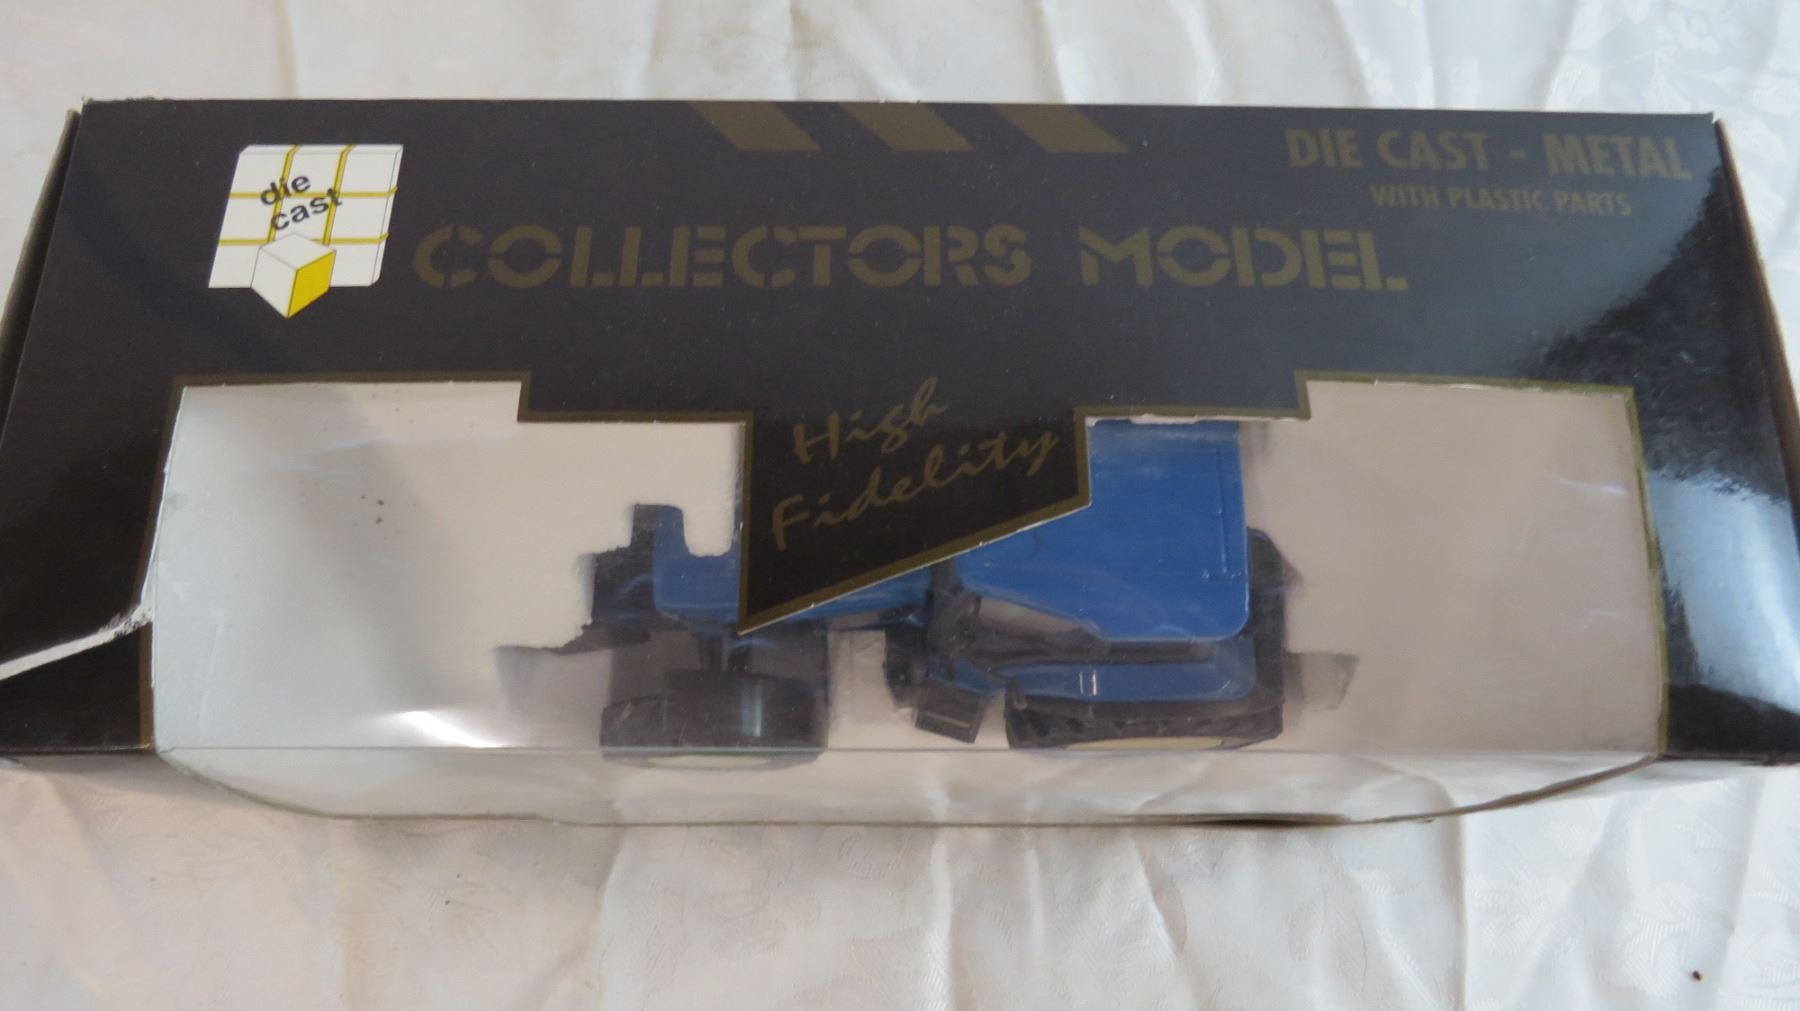 die
cast
DIE CAST - METAL
WITH PLASTIC PARTS
COLLECTORS MODEL
High
Fidelity